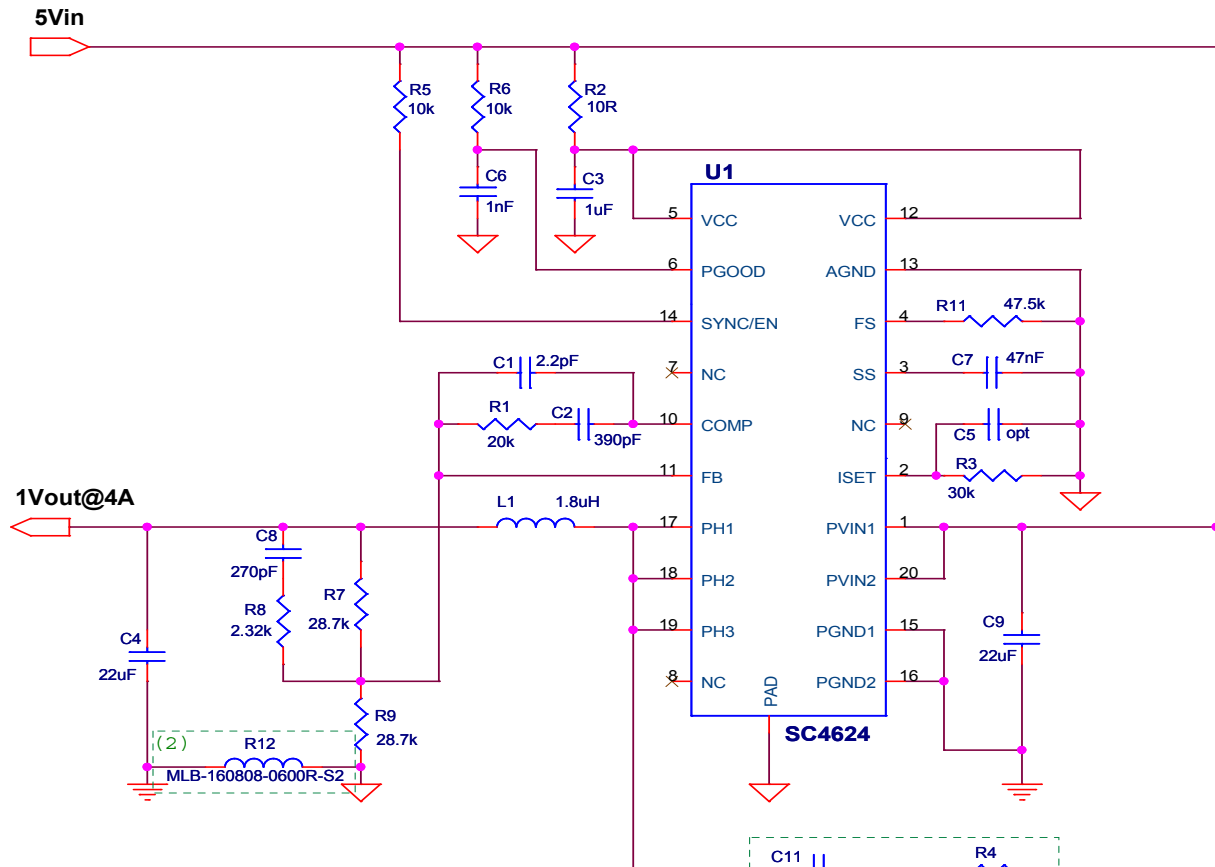 5Vin
R5
10k
R6
10k
R2
10R
C6
1nF
C3
1uF
U1
5
VCC
VCC
12
6
PGOOD
AGND
13
14
SYNC/EN
FS
4
R11
47.5k
7
NC
SS
3
C7
47nF
C1
2.2pF
R1
20k
C2
390pF
10
COMP
NC
9
C5
opt
11
FB
ISET
2
R3
30k
1Vout@4A
L1
1.8uH
17
PH1
PVIN1
1
18
PH2
PVIN2
20
19
PH3
PGND1
15
8
NC
PGND2
16
PAD
SC4624
C8
270pF
R8
2.32k
R7
28.7k
C4
22uF
C9
22uF
R9
28.7k
(2)
R12
MLB-160808-0600R-S2
C11
R4